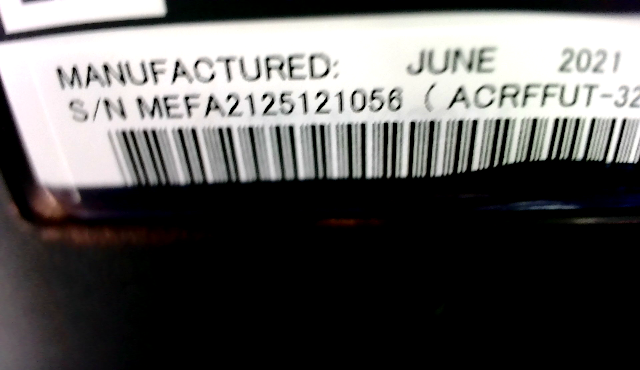 MANUFACTURED: JUNE 2021
S/N MEFA2125121056 ( ACRFFUT-32